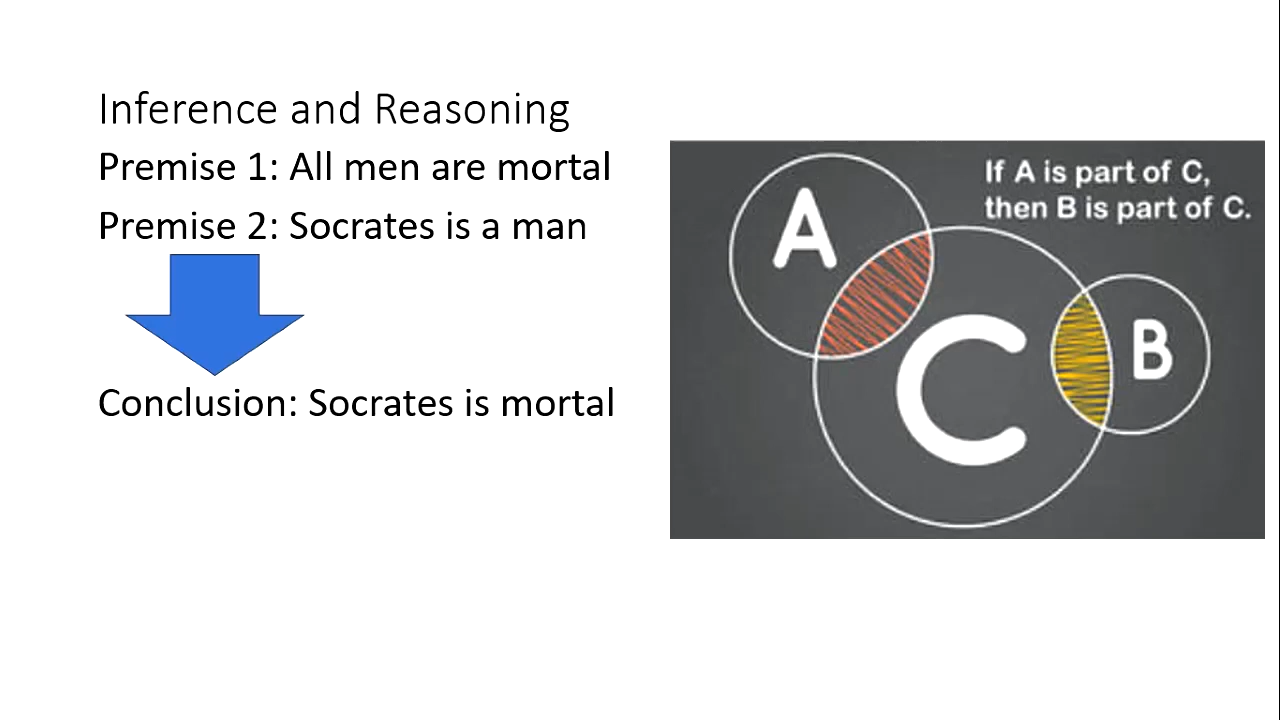 Inference and Reasoning
Premise 1: All men are mortal
Premise 2: Socrates is a man
Conclusion: Socrates is mortal
If A is part of C,
then B is part of C.
A
C
B